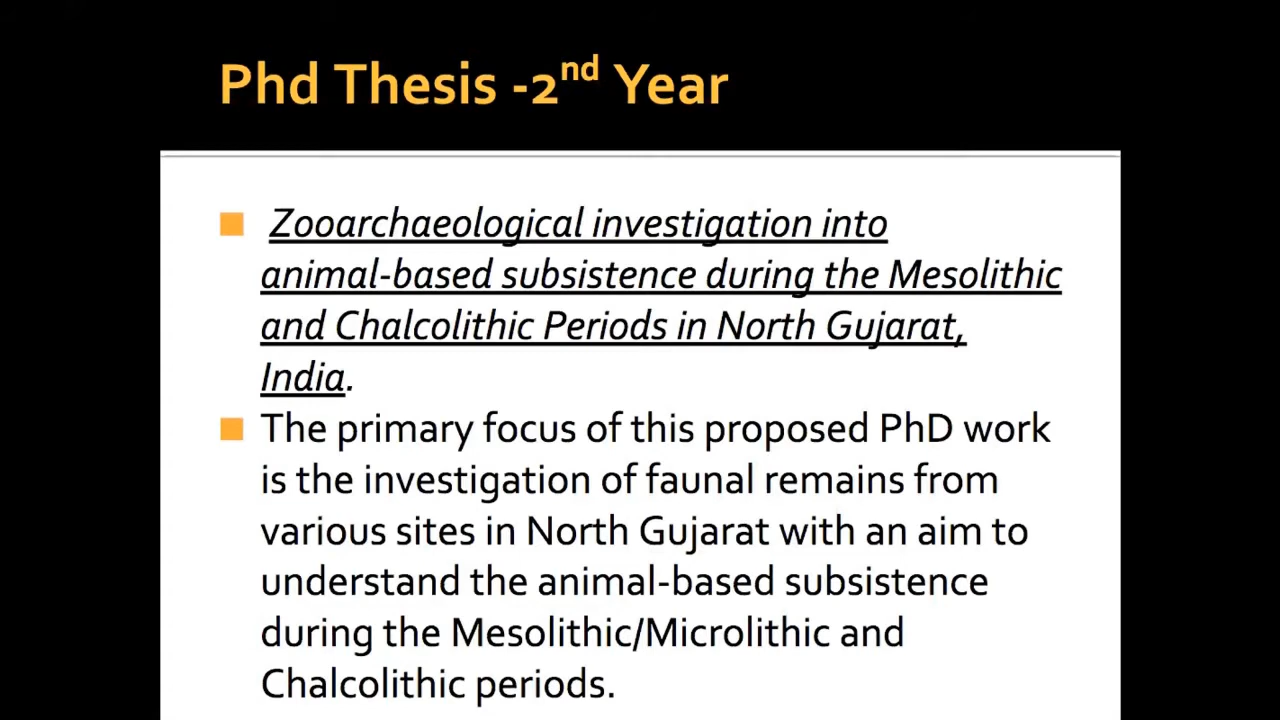 Phd Thesis -2nd Year
Zooarchaeological investigation into
animal-based subsistence during the Mesolithic
and Chalcolithic Periods in North Gujarat,
India.
The primary focus of this proposed PhD work
is the investigation of faunal remains from
various sites in North Gujarat with an aim to
understand the animal-based subsistence
during the Mesolithic/Microlithic and
Chalcolithic periods.